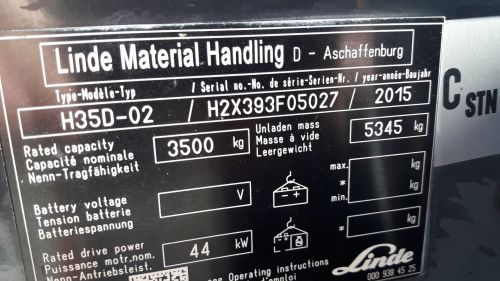 Linde Material Handling D - Aschaffenburg
Type-Modèle-Typ / Serial no.-No. de série-Serien-Nr. / year-année-Baujahr
H35D-02 / H2X393F05027 / 2015
Rated capacity
Capacité nominale
Nenn-Tragfähigkeit
3500 kg
Unladen mass
Masse à vide
Leergewicht
5345 kg
Battery voltage
Tension batterie
Batteriespannung
V
max. kg
* kg
min.
Rated drive power
Puissance motr.nom.
Nenn-Antriebsleist.
44 kW
* kg
see Operating instructions
Linde
000 938 45 25
C STN